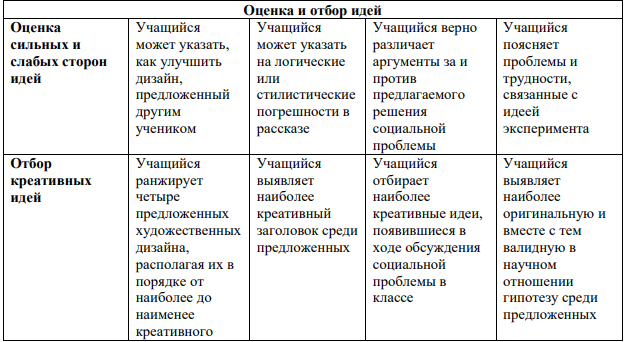 Оценка и отбор идей
Оценка
сильных и
слабых сторон
идей
Учащийся
может указать,
как улучшить
дизайн,
предложенный
другим
учеником
Учащийся
может указать
на логические
или
стилистические
погрешности в
рассказе
Учащийся верно
различает
аргументы за и
против
предлагаемого
решения
социальной
проблемы
Учащийся
поясняет
проблемы и
трудности,
связанные с
идеей
эксперимента
Отбор
креативных
идей
Учащийся
ранжирует
четыре
предложенных
художественных
дизайна,
располагая их в
порядке от
наиболее до
наименее
креативного
Учащийся
выявляет
наиболее
креативный
заголовок среди
предложенных
Учащийся
отбирает
наиболее
креативные идеи,
появившиеся в
ходе обсуждения
социальной
проблемы в
классе
Учащийся
выявляет
наиболее
оригинальную и
вместе с тем
валидную в
научном
отношении
гипотезу среди
предложенных